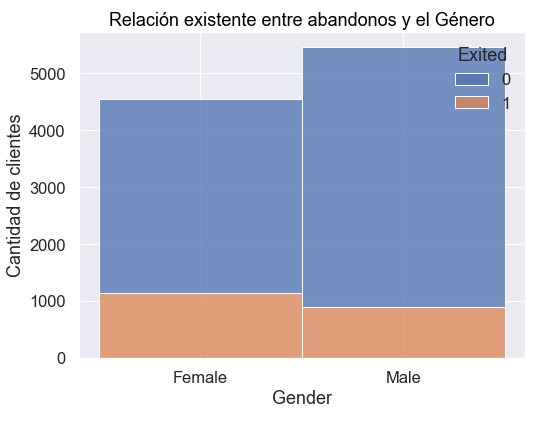 Relación existente entre abandonos y el Género
Exited
0
1
5000
4000
3000
2000
1000
0
Cantidad de clientes
Female
Male
Gender